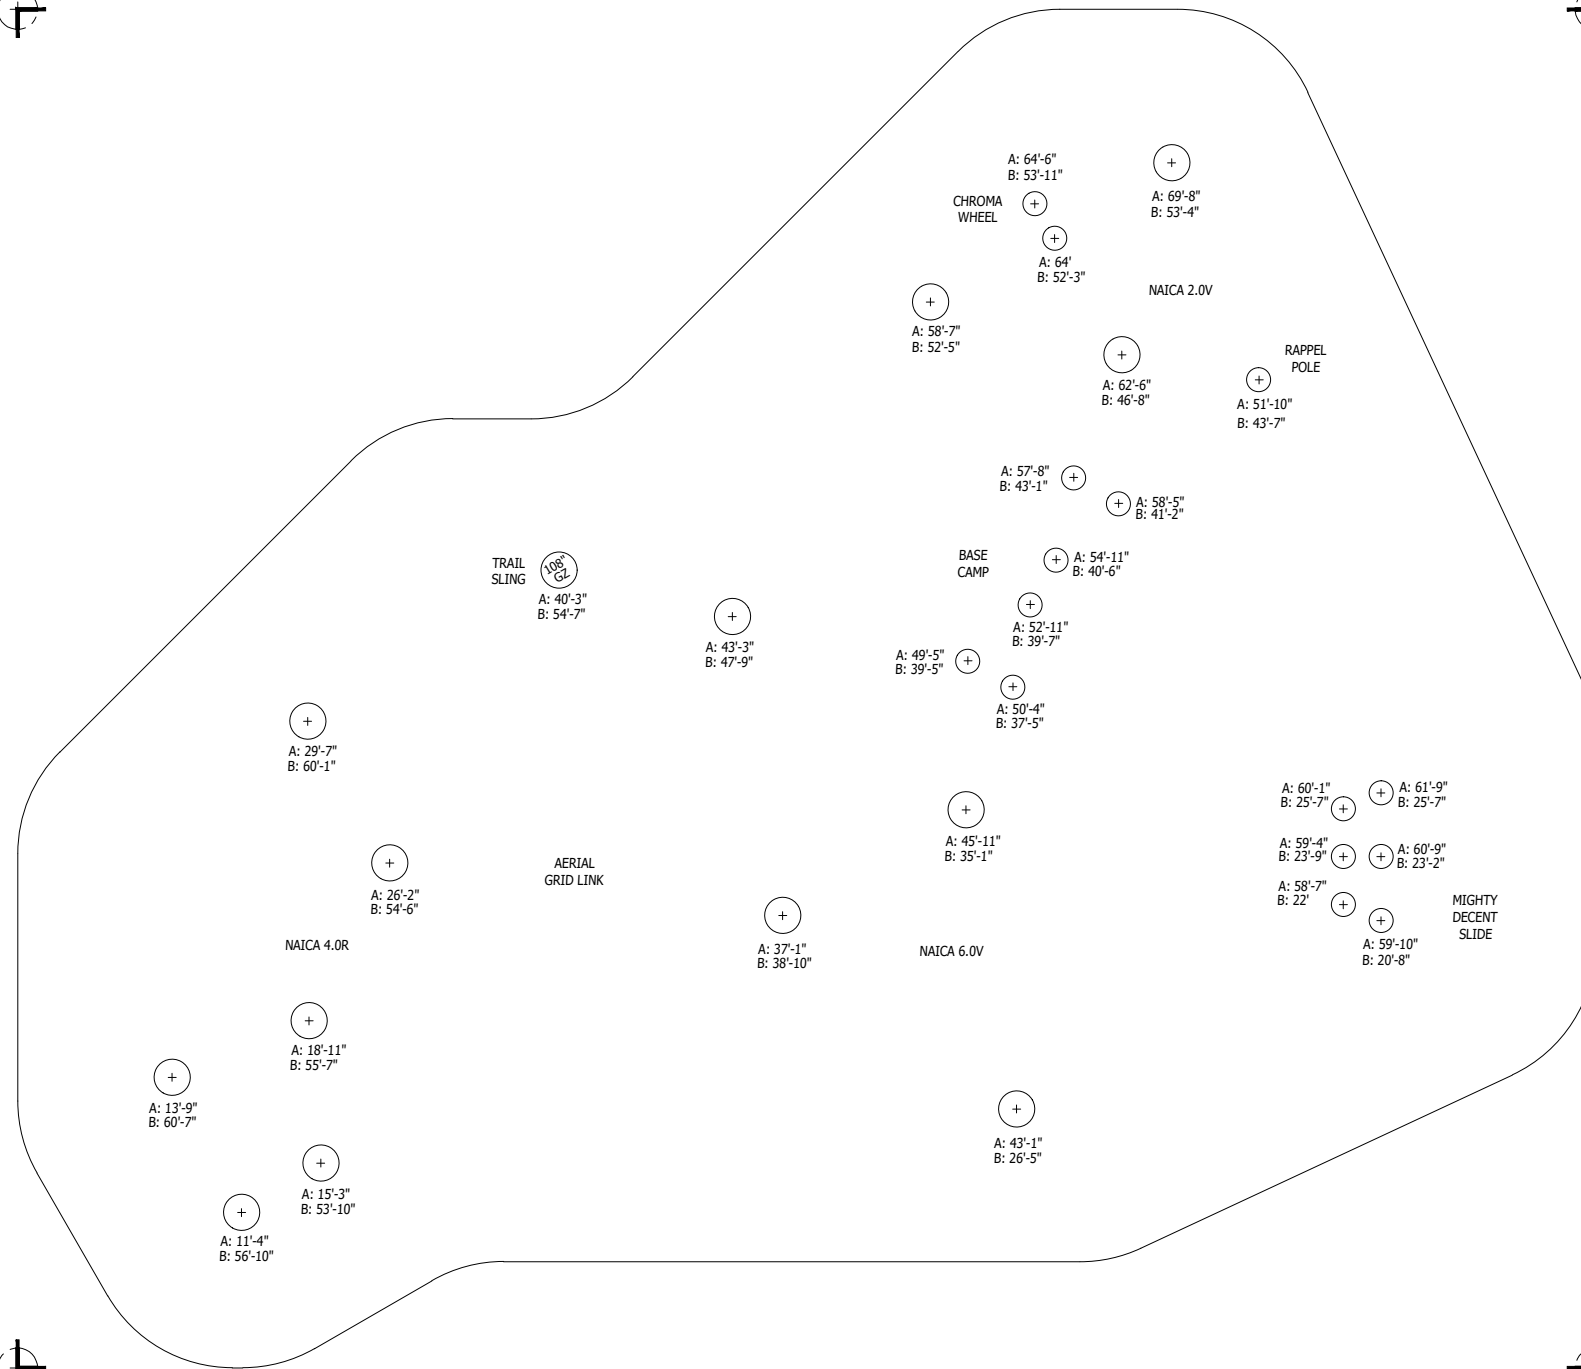 A: 64'-6"
B: 53'-11"
CHROMA
WHEEL
A: 69'-8"
B: 53'-4"
A: 64'
B: 52'-3"
NAICA 2.0V
A: 58'-7"
B: 52'-5"
RAPPEL
POLE
A: 62'-6"
B: 46'-8"
A: 51'-10"
B: 43'-7"
A: 57'-8"
B: 43'-1"
A: 58'-5"
B: 41'-2"
BASE
CAMP
A: 54'-11"
B: 40'-6"
TRAIL
SLING
108"
GZ
A: 40'-3"
B: 54'-7"
A: 52'-11"
B: 39'-7"
A: 43'-3"
B: 47'-9"
A: 49'-5"
B: 39'-5"
A: 50'-4"
B: 37'-5"
A: 29'-7"
B: 60'-1"
A: 60'-1"
B: 25'-7"
A: 61'-9"
B: 25'-7"
A: 45'-11"
B: 35'-1"
A: 59'-4"
B: 23'-9"
A: 60'-9"
B: 23'-2"
AERIAL
GRID LINK
A: 26'-2"
B: 54'-6"
A: 58'-7"
B: 22'
MIGHTY
DECENT
SLIDE
NAICA 4.0R
A: 37'-1"
B: 38'-10"
NAICA 6.0V
A: 59'-10"
B: 20'-8"
A: 18'-11"
B: 55'-7"
A: 13'-9"
B: 60'-7"
A: 43'-1"
B: 26'-5"
A: 15'-3"
B: 53'-10"
A: 11'-4"
B: 56'-10"